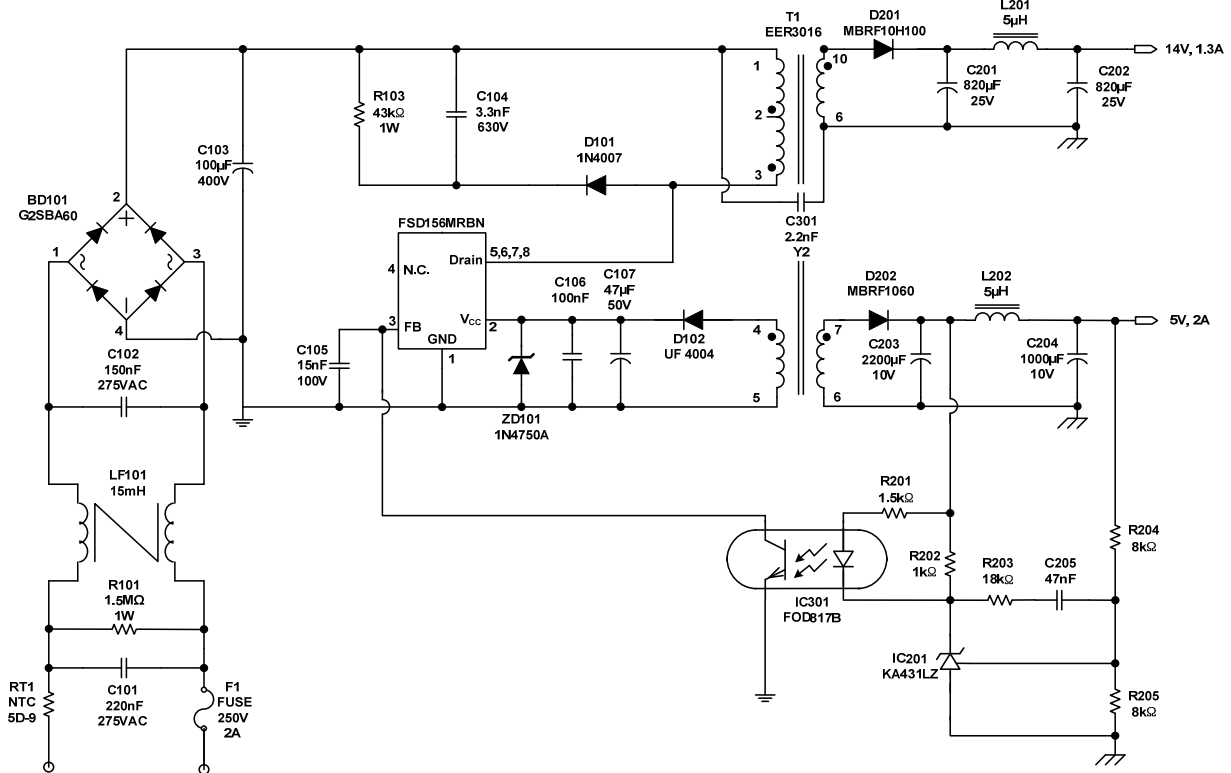 L201
5µH
T1
EER3016
D201
MBRF10H100
14V, 1.3A
1
10
R103
43kΩ
1W
C104
3.3nF
630V
C201
820µF
25V
C202
820µF
25V
2
6
D101
1N4007
3
C103
100µF
400V
C301
2.2nF
Y2
BD101
G2SBA60
2
1
3
4
FSD156MRBN
4
N.C.
Drain
5,6,7,8
3
FB
VCC
2
GND
1
C106
100nF
C107
47µF
50V
D102
UF 4004
4
5
7
6
D202
MBRF1060
L202
5µH
5V, 2A
C203
2200µF
10V
C204
1000µF
10V
C105
15nF
100V
C102
150nF
275VAC
ZD101
1N4750A
LF101
15mH
R201
1.5kΩ
R202
1kΩ
R203
18kΩ
C205
47nF
R204
8kΩ
IC301
FOD817B
R101
1.5MΩ
1W
IC201
KA431LZ
R205
8kΩ
RT1
NTC
5D-9
C101
220nF
275VAC
F1
FUSE
250V
2A